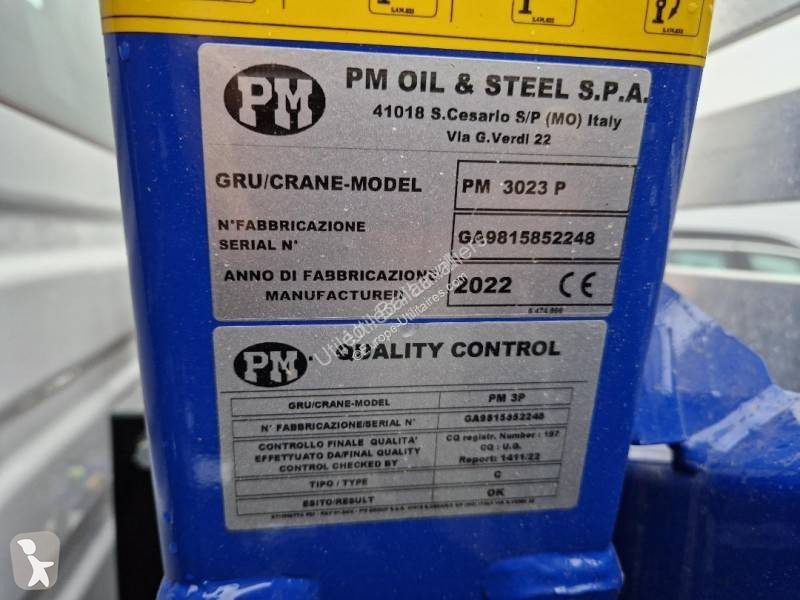 PM
PM OIL & STEEL S.P.A.
41018 S.Cesario S/P (MO) Italy
Via G.Verdi 22
GRU/CRANE-MODEL PM 3023 P
N°FABBRICAZIONE
SERIAL N° GA9815852248
ANNO DI FABBRICAZIONE
MANUFACTURED 2022 CE
PM
QUALITY CONTROL
GRU/CRANE-MODEL PM 3P
N° FABBRICAZIONE/SERIAL N° GA9815852248
CONTROLLO FINALE QUALITA'
EFFETTUATO DA/FINAL QUALITY
CONTROL CHECKED BY
CQ registr. Number : 197
CQ : U.G.
Report: 1411/22
TIPO / TYPE C
ESITO/RESULT OK